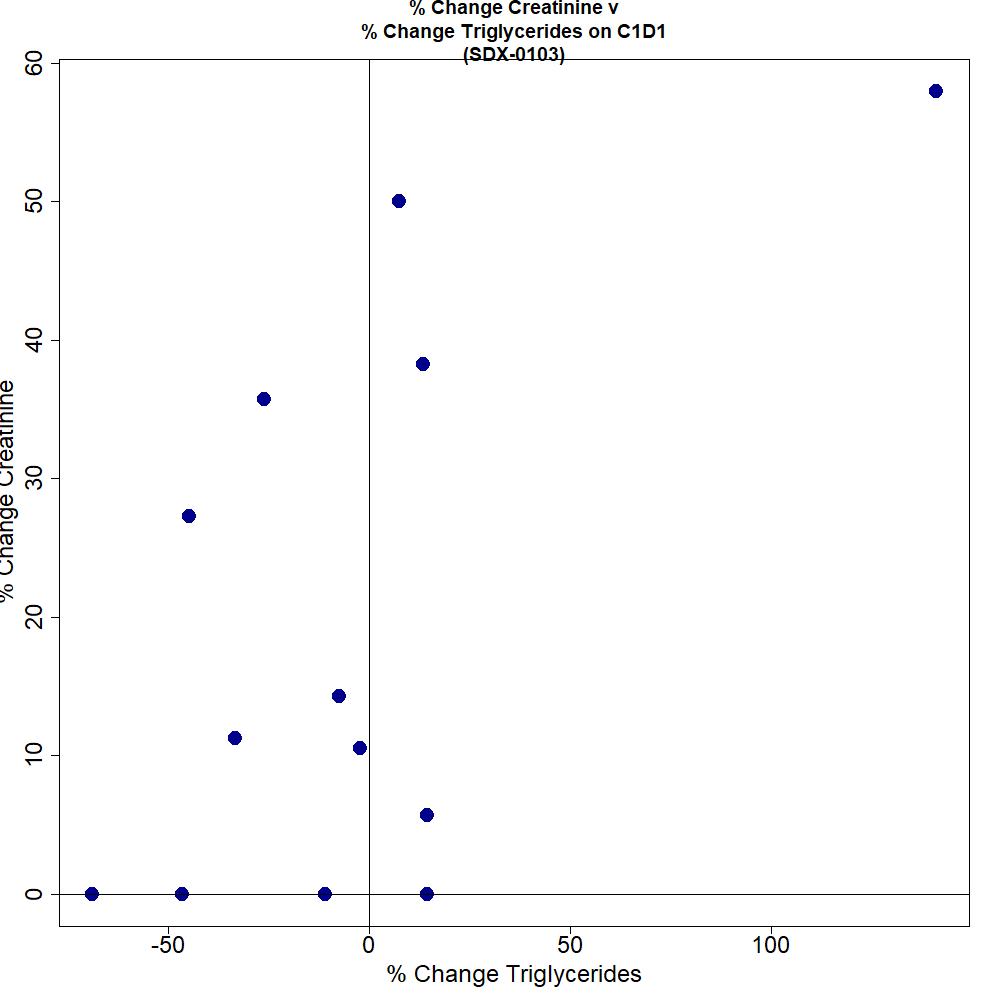 % Change Creatinine v
% Change Triglycerides on C1D1
(SDX-0103)
% Change Creatinine
60
50
40
30
20
10
0
-50
0
50
100
% Change Triglycerides